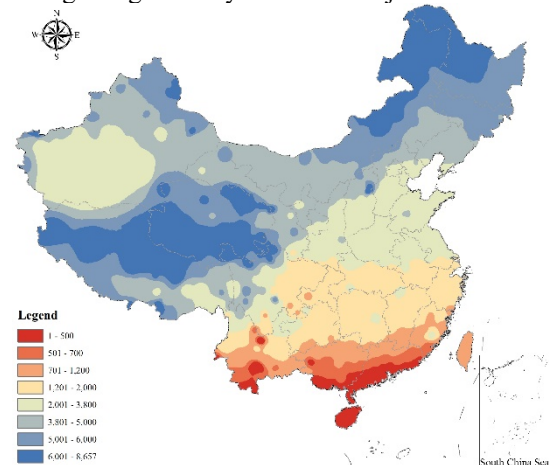 N
W E
S
Legend
1 - 500
501 - 700
701 - 1,200
1,201 - 2,000
2,001 - 3,800
3,801 - 5,000
5,001 - 6,000
6,001 - 8,657
South China Sea